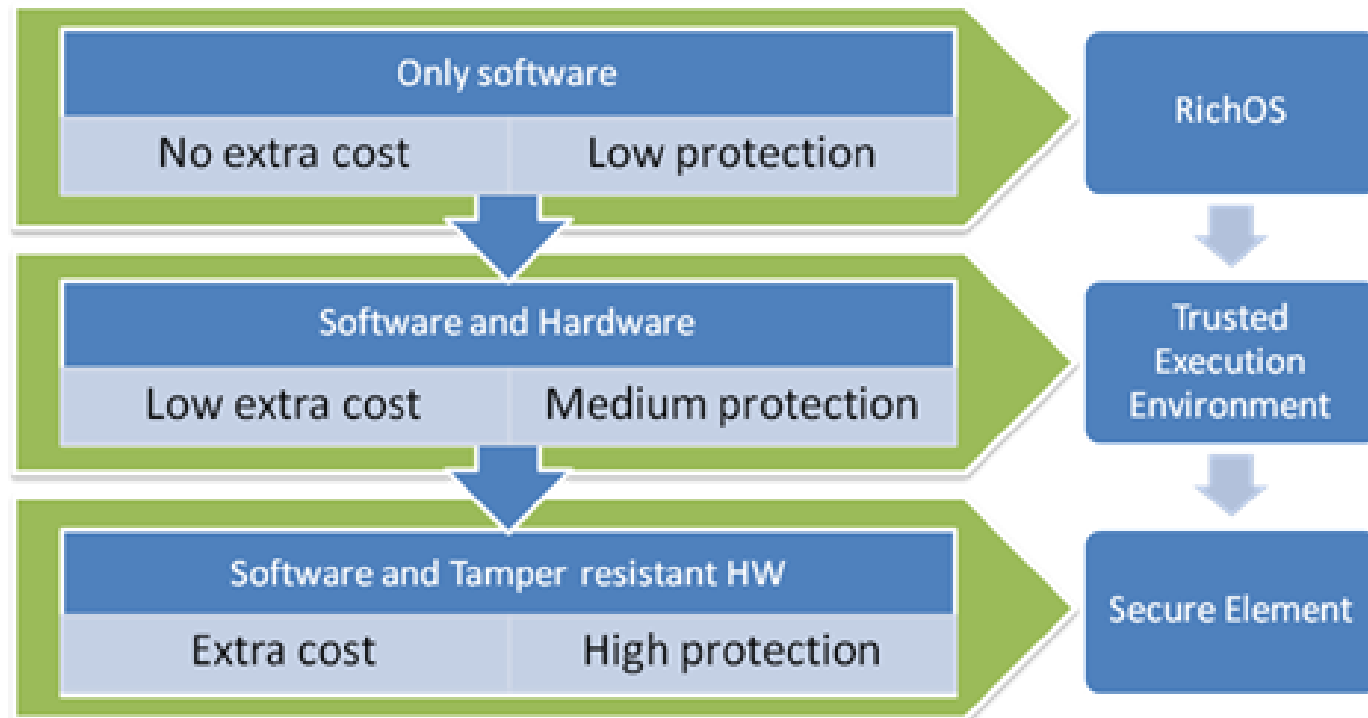 Only software
No extra cost
Low protection
RichOS
Software and Hardware
Low extra cost
Medium protection
Trusted
Execution
Environment
Software and Tamper resistant HW
Extra cost
High protection
Secure Element